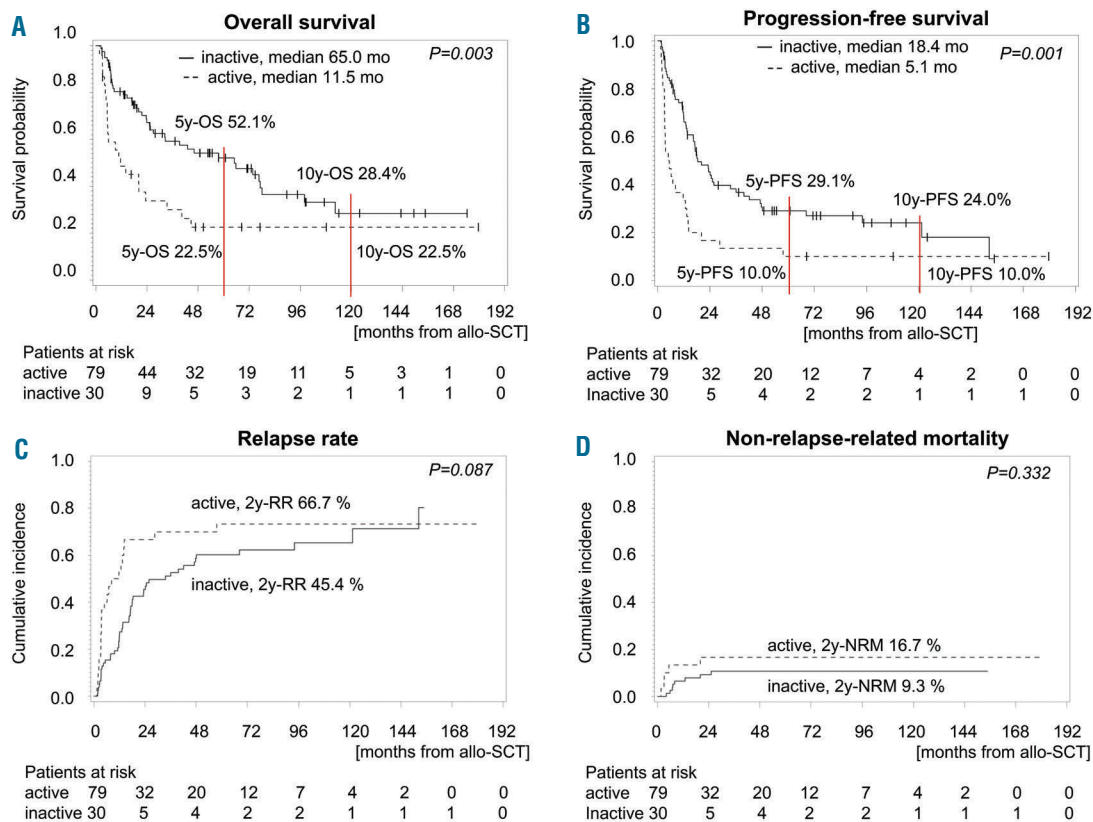 A
Overall survival
1.0
0.8
0.6
0.4
0.2
0.0
Survival probability
inactive, median 65.0 mo
active, median 11.5 mo
P=0.003
5y-OS 52.1%
10y-OS 28.4%
5y-OS 22.5%
10y-OS 22.5%
0 24 48 72 96 120 144 168 192
[months from allo-SCT]
Patients at risk
active 79 44 32 19 11 5 3 1 0
inactive 30 9 5 3 2 1 1 1 0
B
Progression-free survival
1.0
0.8
0.6
0.4
0.2
0.0
Survival probability
inactive, median 18.4 mo
active, median 5.1 mo
P=0.001
5y-PFS 29.1%
10y-PFS 24.0%
5y-PFS 10.0%
10y-PFS 10.0%
0 24 48 72 96 120 144 168 192
[months from allo-SCT]
Patients at risk
active 79 32 20 12 7 4 2 0 0
Inactive 30 5 4 2 2 1 1 1 0
C
Relapse rate
1.0
0.8
0.6
0.4
0.2
0.0
Cumulative incidence
P=0.087
active, 2y-RR 66.7 %
inactive, 2y-RR 45.4 %
0 24 48 72 96 120 144 168 192
[months from allo-SCT]
Patients at risk
active 79 32 20 12 7 4 2 0 0
inactive 30 5 4 2 2 1 1 1 0
D
Non-relapse-related mortality
1.0
0.8
0.6
0.4
0.2
0.0
Cumulative incidence
P=0.332
active, 2y-NRM 16.7 %
inactive, 2y-NRM 9.3 %
0 24 48 72 96 120 144 168 192
[months from allo-SCT]
Patients at risk
active 79 32 20 12 7 4 2 0 0
Inactive 30 5 4 2 2 1 1 1 0